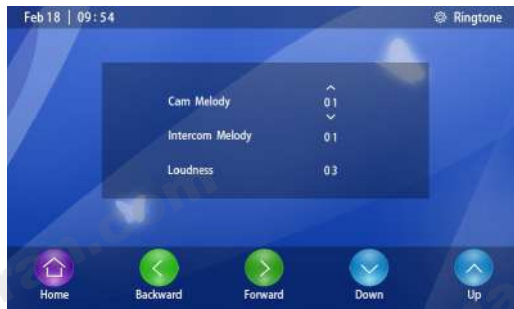 Feb 18 | 09:54 Ringtone
Cam Melody 01
Intercom Melody 01
Loudness 03
Home Backward Forward Down Up